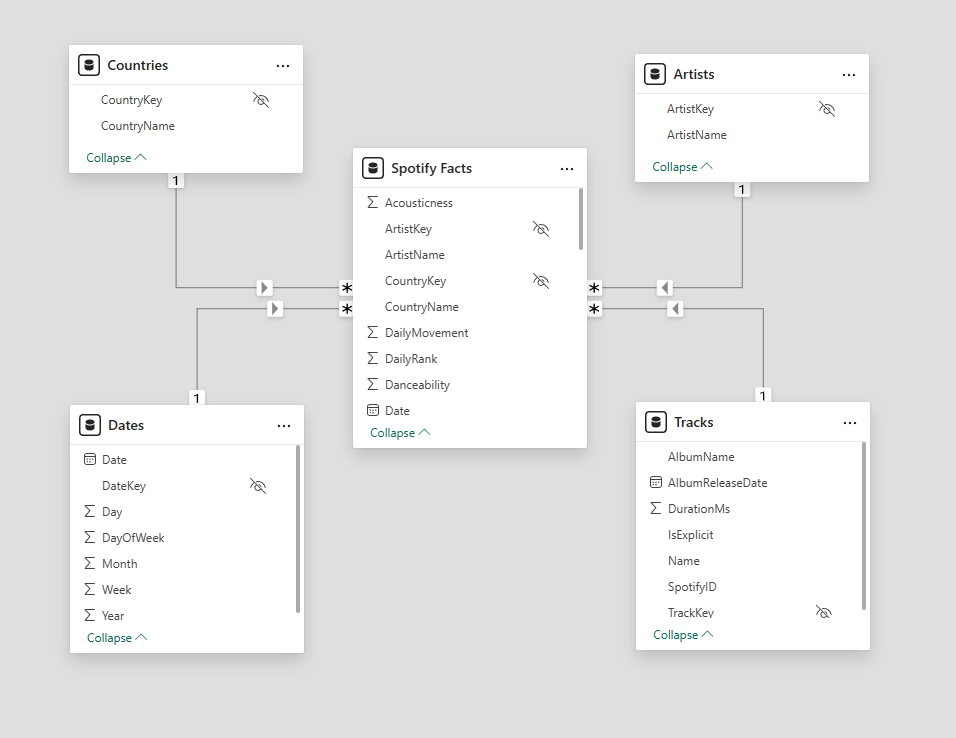 Countries
CountryKey
CountryName
Collapse
1
Artists
ArtistKey
ArtistName
Collapse
1
Spotify Facts
Acousticness
ArtistKey
ArtistName
CountryKey
CountryName
DailyMovement
DailyRank
Danceability
Date
Collapse
*
*
*
*
1
Dates
Date
DateKey
Day
DayOfWeek
Month
Week
Year
Collapse
1
Tracks
AlbumName
AlbumReleaseDate
DurationMs
IsExplicit
Name
SpotifyID
TrackKey
Collapse